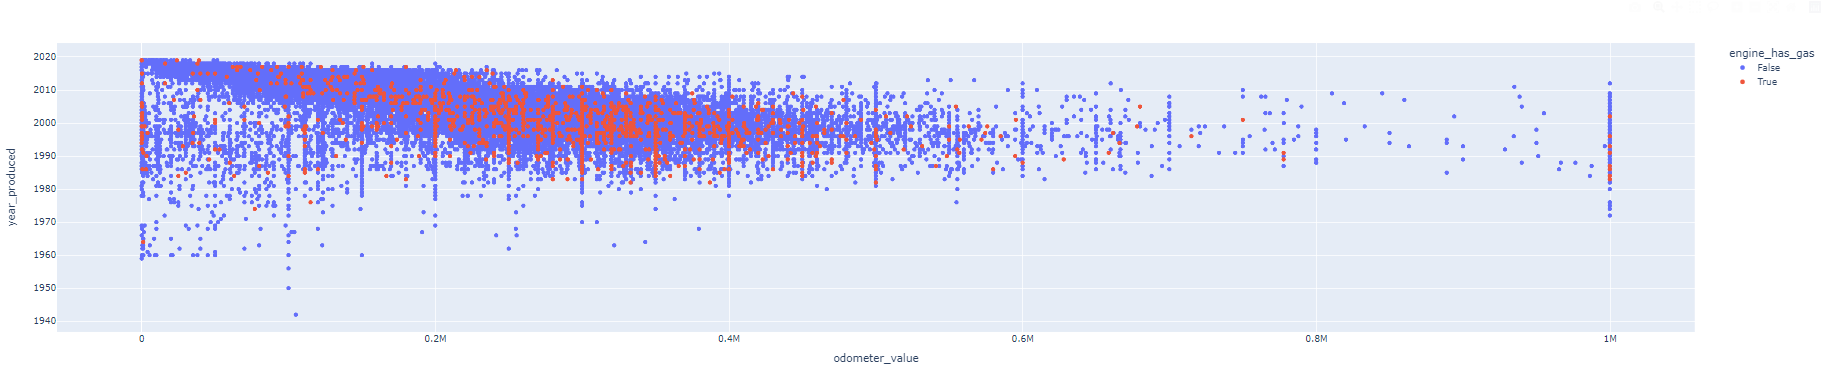 engine_has_gas
False
True
year_produced
2020
2010
2000
1990
1980
1970
1960
1950
1940
0
0.2M
0.4M
0.6M
0.8M
1M
odometer_value